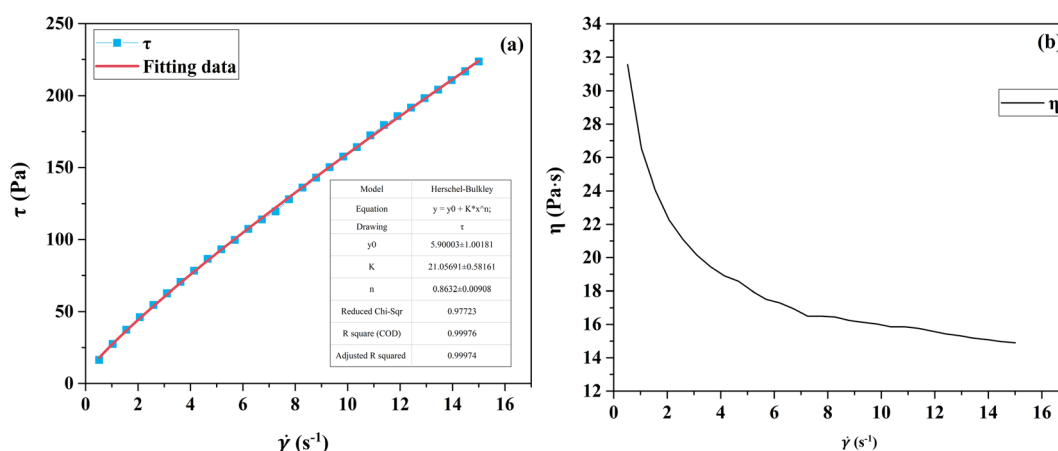 250
200
150
100
50
0
τ (Pa)
τ
Fitting data
(a)
Model Herschel-Bulkley
Equation y = y0 + K*x^n;
Drawing τ
y0 5.90003±1.00181
K 21.05691±0.58161
n 0.8632±0.00908
Reduced Chi-Sqr 0.97723
R square (COD) 0.99976
Adjusted R squared 0.99974
0 2 4 6 8 10 12 14 16
γ̇ (s⁻¹)
34
32
30
28
26
24
22
20
18
16
14
12
η (Pa·s)
(b)
η
0 2 4 6 8 10 12 14 16
γ̇ (s⁻¹)